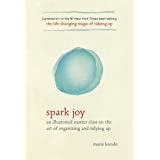 Companion to the #1 New York Times best-selling
the life-changing magic of tidying up
spark joy
an illustrated master class on the
art of organizing and tidying up
marie kondo